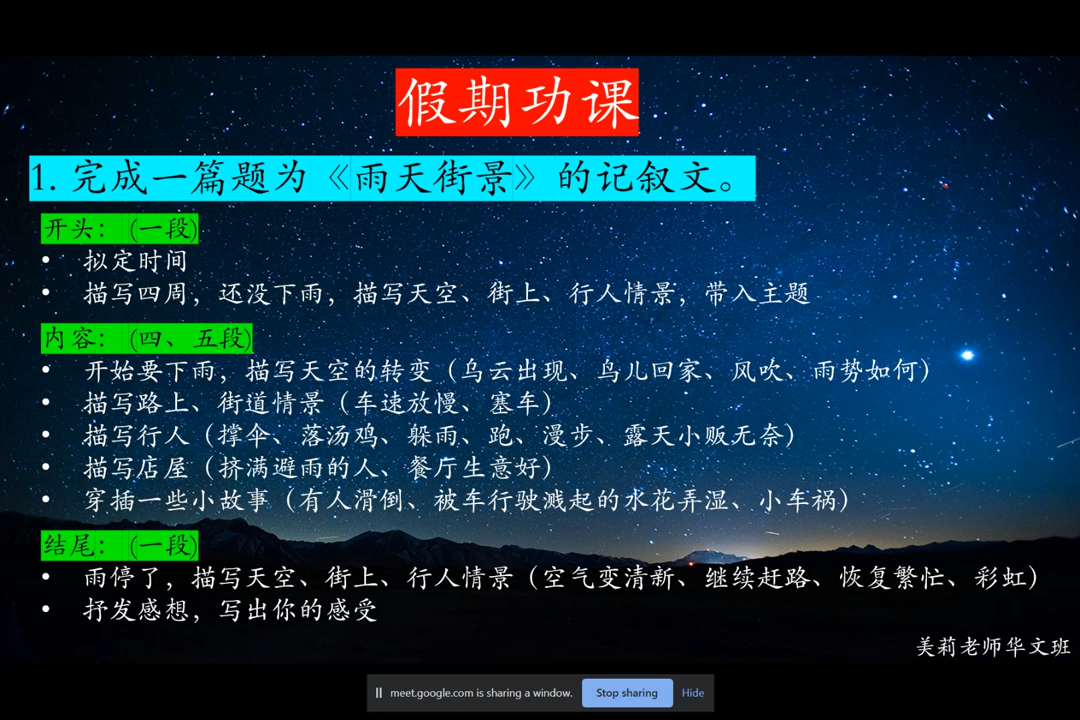 假期功课
1. 完成一篇题为《雨天街景》的记叙文。
开头：(一段)
• 拟定时间
• 描写四周，还没下雨，描写天空、街上、行人情景，带入主题
内容：(四、五段)
• 开始要下雨，描写天空的转变（乌云出现、鸟儿回家、风吹、雨势如何）
• 描写路上、街道情景（车速放慢、塞车）
• 描写行人（撑伞、落汤鸡、躲雨、跑、漫步、露天小贩无奈）
• 描写店屋（挤满避雨的人、餐厅生意好）
• 穿插一些小故事（有人滑倒、被车行驶溅起的水花弄湿、小车祸）
结尾：(一段)
• 雨停了，描写天空、街上、行人情景（空气变清新、继续赶路、恢复繁忙、彩虹）
• 抒发感想，写出你的感受
美莉老师华文班
meet.google.com is sharing a window. Stop sharing Hide